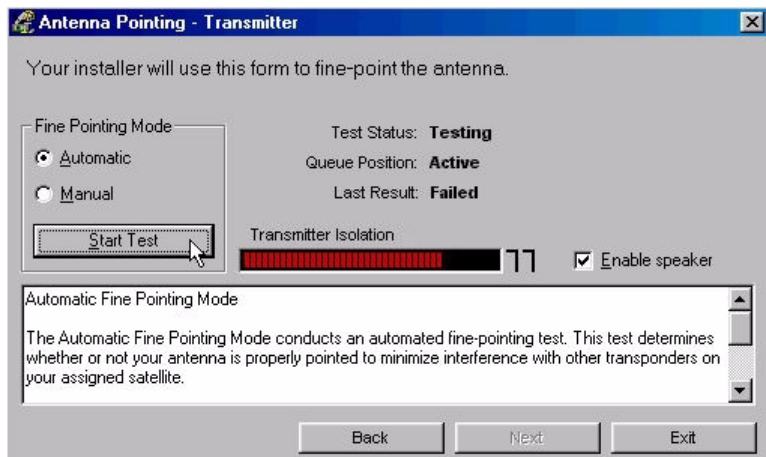 Antenna Pointing - Transmitter
Your installer will use this form to fine-point the antenna.
Fine Pointing Mode
Automatic
Manual
Start Test
Test Status: Testing
Queue Position: Active
Last Result: Failed
Transmitter Isolation
77
Enable speaker
Automatic Fine Pointing Mode
The Automatic Fine Pointing Mode conducts an automated fine-pointing test. This test determines
whether or not your antenna is properly pointed to minimize interference with other transponders on
your assigned satellite.
Back
Next
Exit